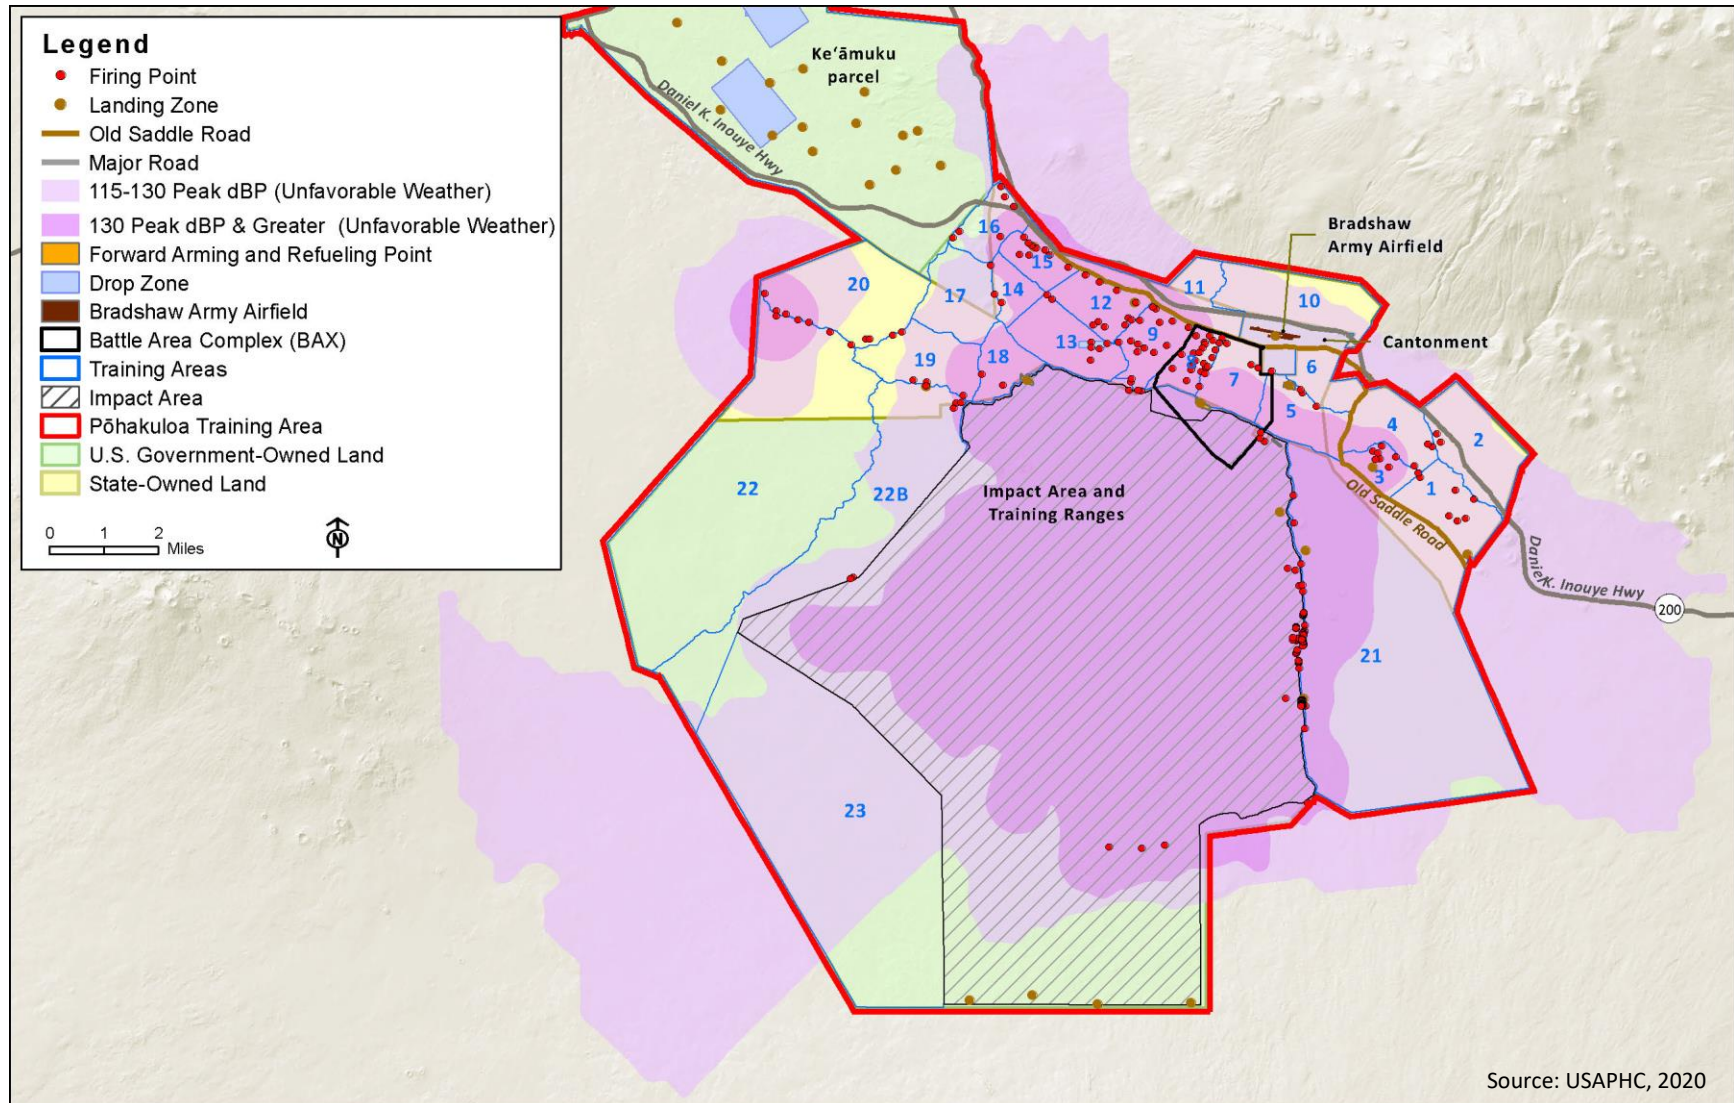 Legend
Firing Point
Landing Zone
Old Saddle Road
Major Road
115-130 Peak dBP (Unfavorable Weather)
130 Peak dBP & Greater (Unfavorable Weather)
Forward Arming and Refueling Point
Drop Zone
Bradshaw Army Airfield
Battle Area Complex (BAX)
Training Areas
Impact Area
Pōhakuloa Training Area
U.S. Government-Owned Land
State-Owned Land
0 1 2
Miles
N
Keʻāmuku
parcel
Daniel K. Inouye Hwy
Bradshaw
Army Airfield
Cantonment
16
15
20
17
14
12
11
10
13
9
8
19
18
7
6
5
4
2
3
1
22
22B
Impact Area and
Training Ranges
Old Saddle Road
Daniel K. Inouye Hwy
200
21
23
Source: USAPHC, 2020